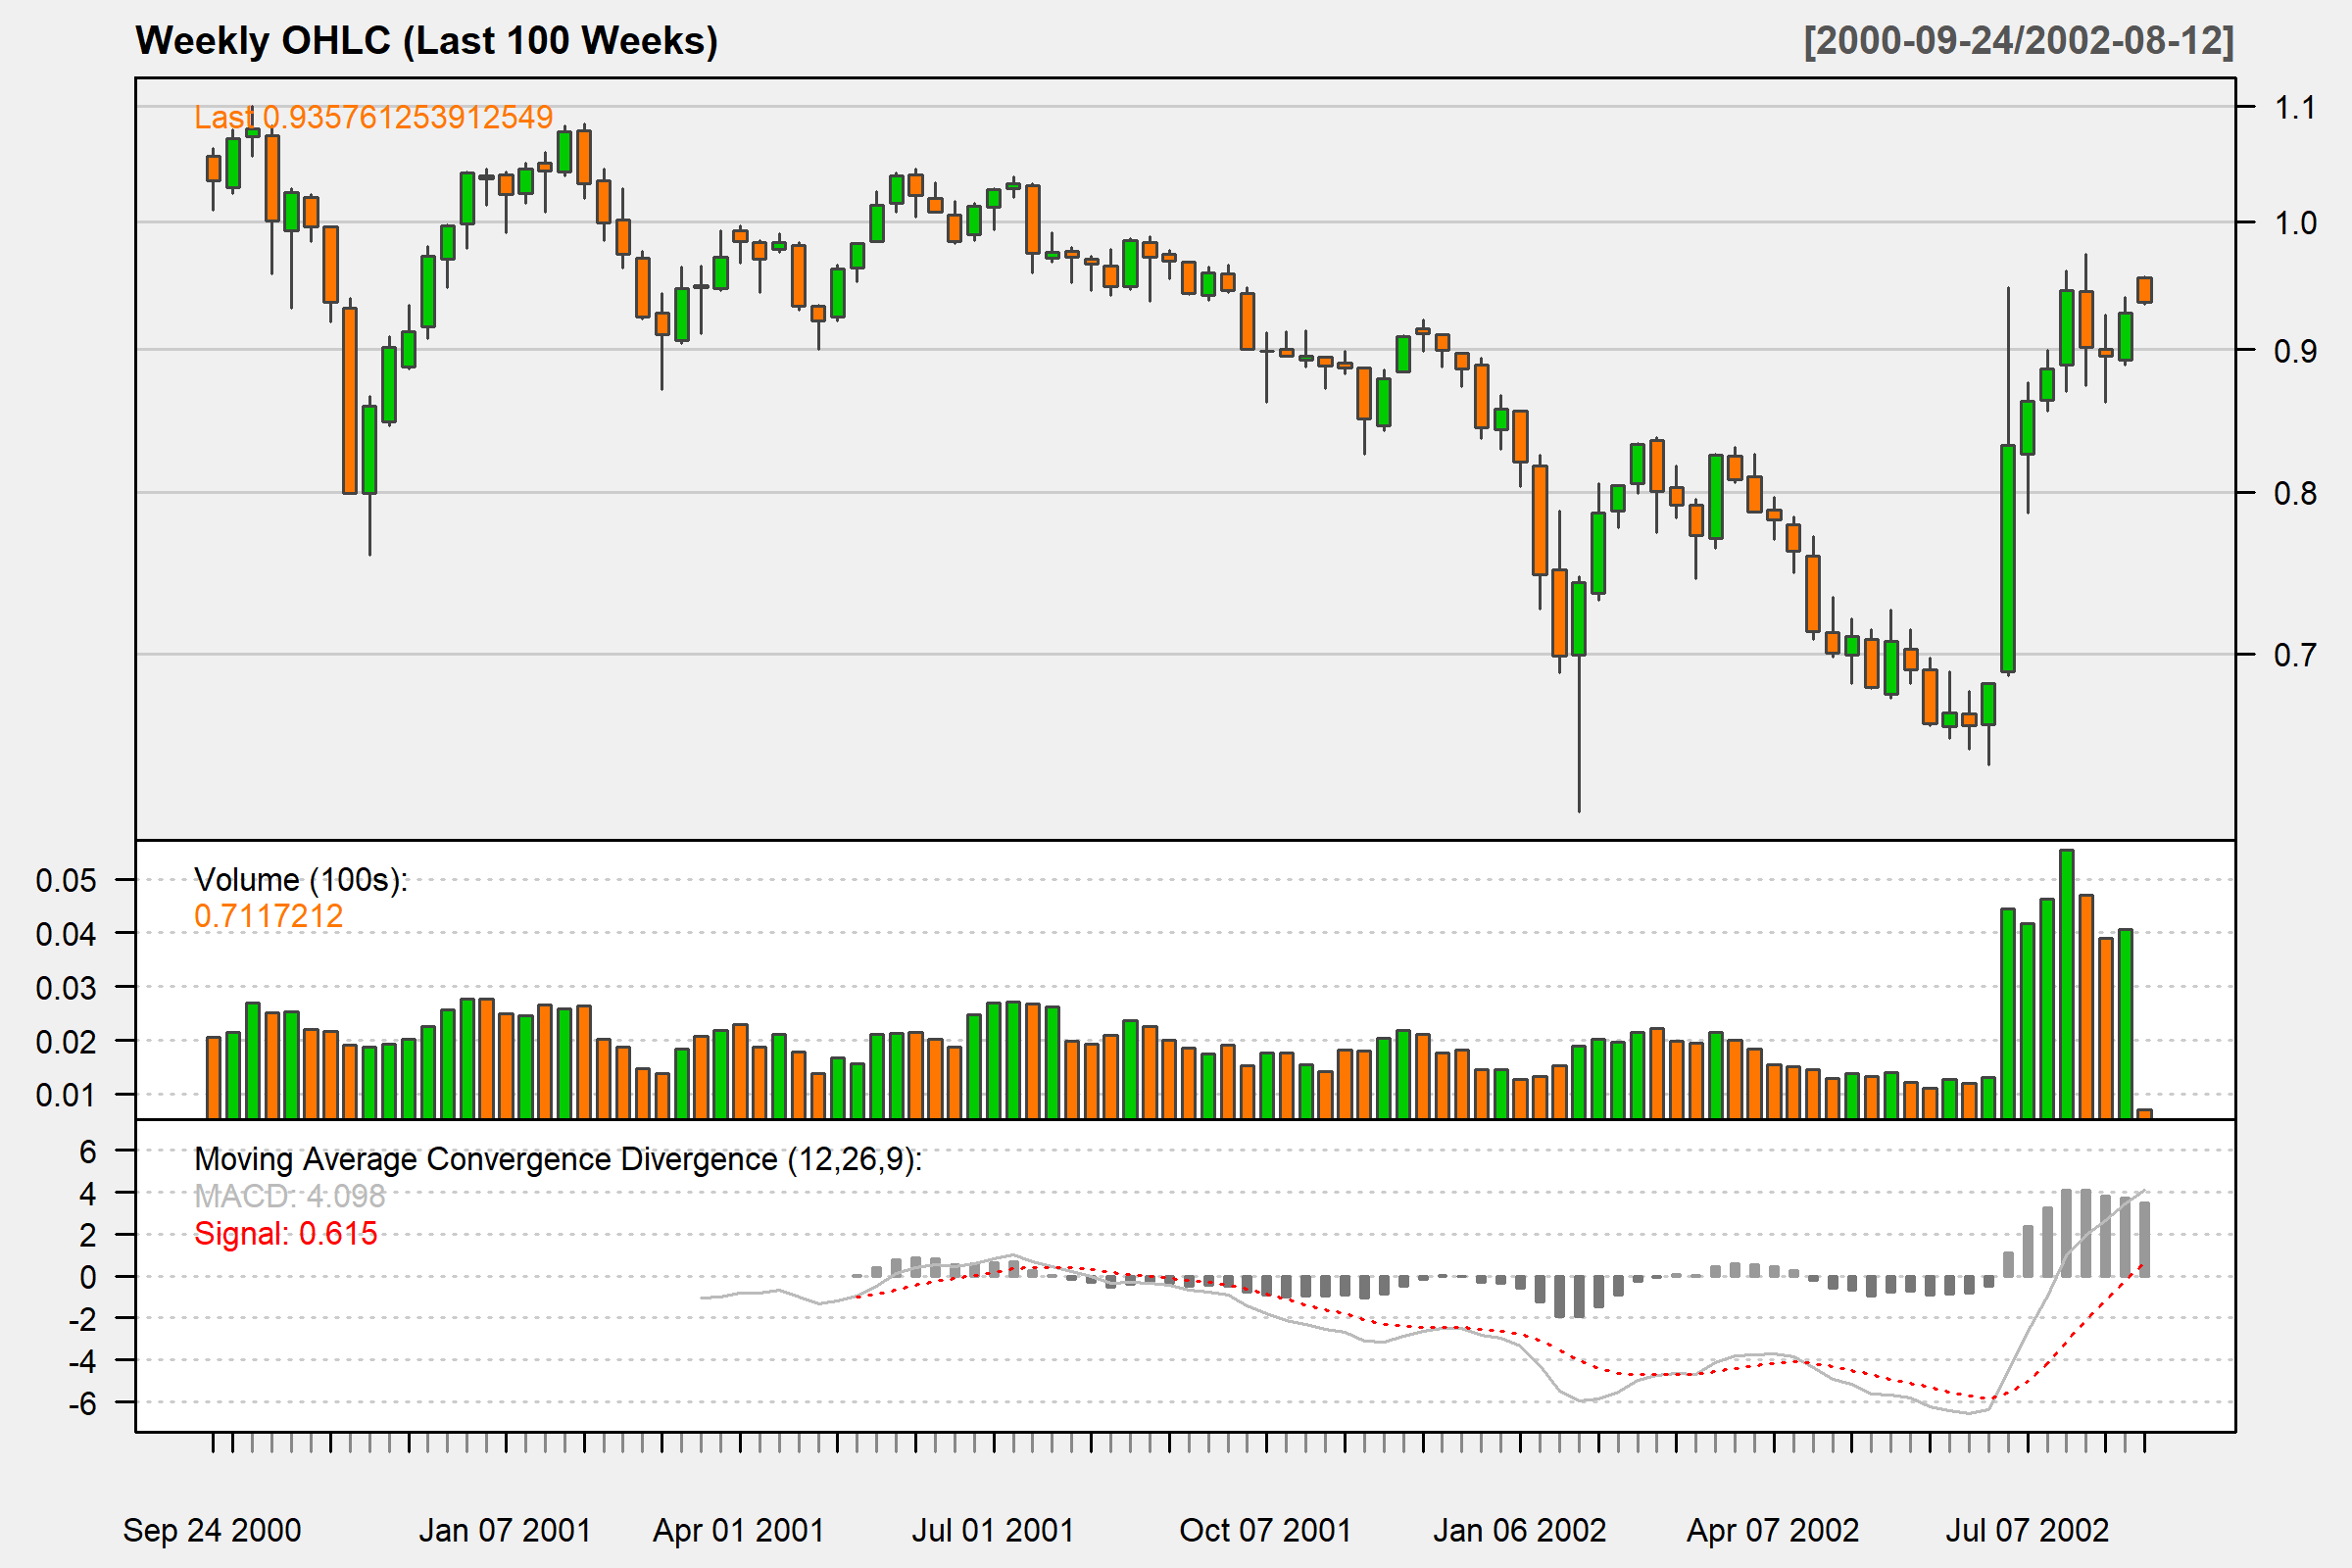 Weekly OHLC (Last 100 Weeks) [2000-09-24/2002-08-12]
Last 0.935761253912549
1.1
1.0
0.9
0.8
0.7
Volume (100s):
0.7117212
0.05
0.04
0.03
0.02
0.01
Moving Average Convergence Divergence (12,26,9):
MACD: 4.098
Signal: 0.615
6
4
2
0
-2
-4
-6
Sep 24 2000 Jan 07 2001 Apr 01 2001 Jul 01 2001 Oct 07 2001 Jan 06 2002 Apr 07 2002 Jul 07 2002